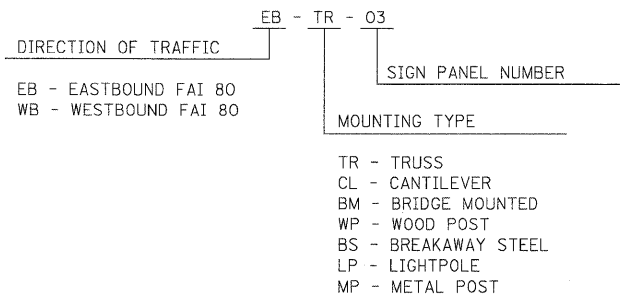 EB - TR - 03
DIRECTION OF TRAFFIC
EB - EASTBOUND FAI 80
WB - WESTBOUND FAI 80
SIGN PANEL NUMBER
MOUNTING TYPE
TR - TRUSS
CL - CANTILEVER
BM - BRIDGE MOUNTED
WP - WOOD POST
BS - BREAKAWAY STEEL
LP - LIGHTPOLE
MP - METAL POST